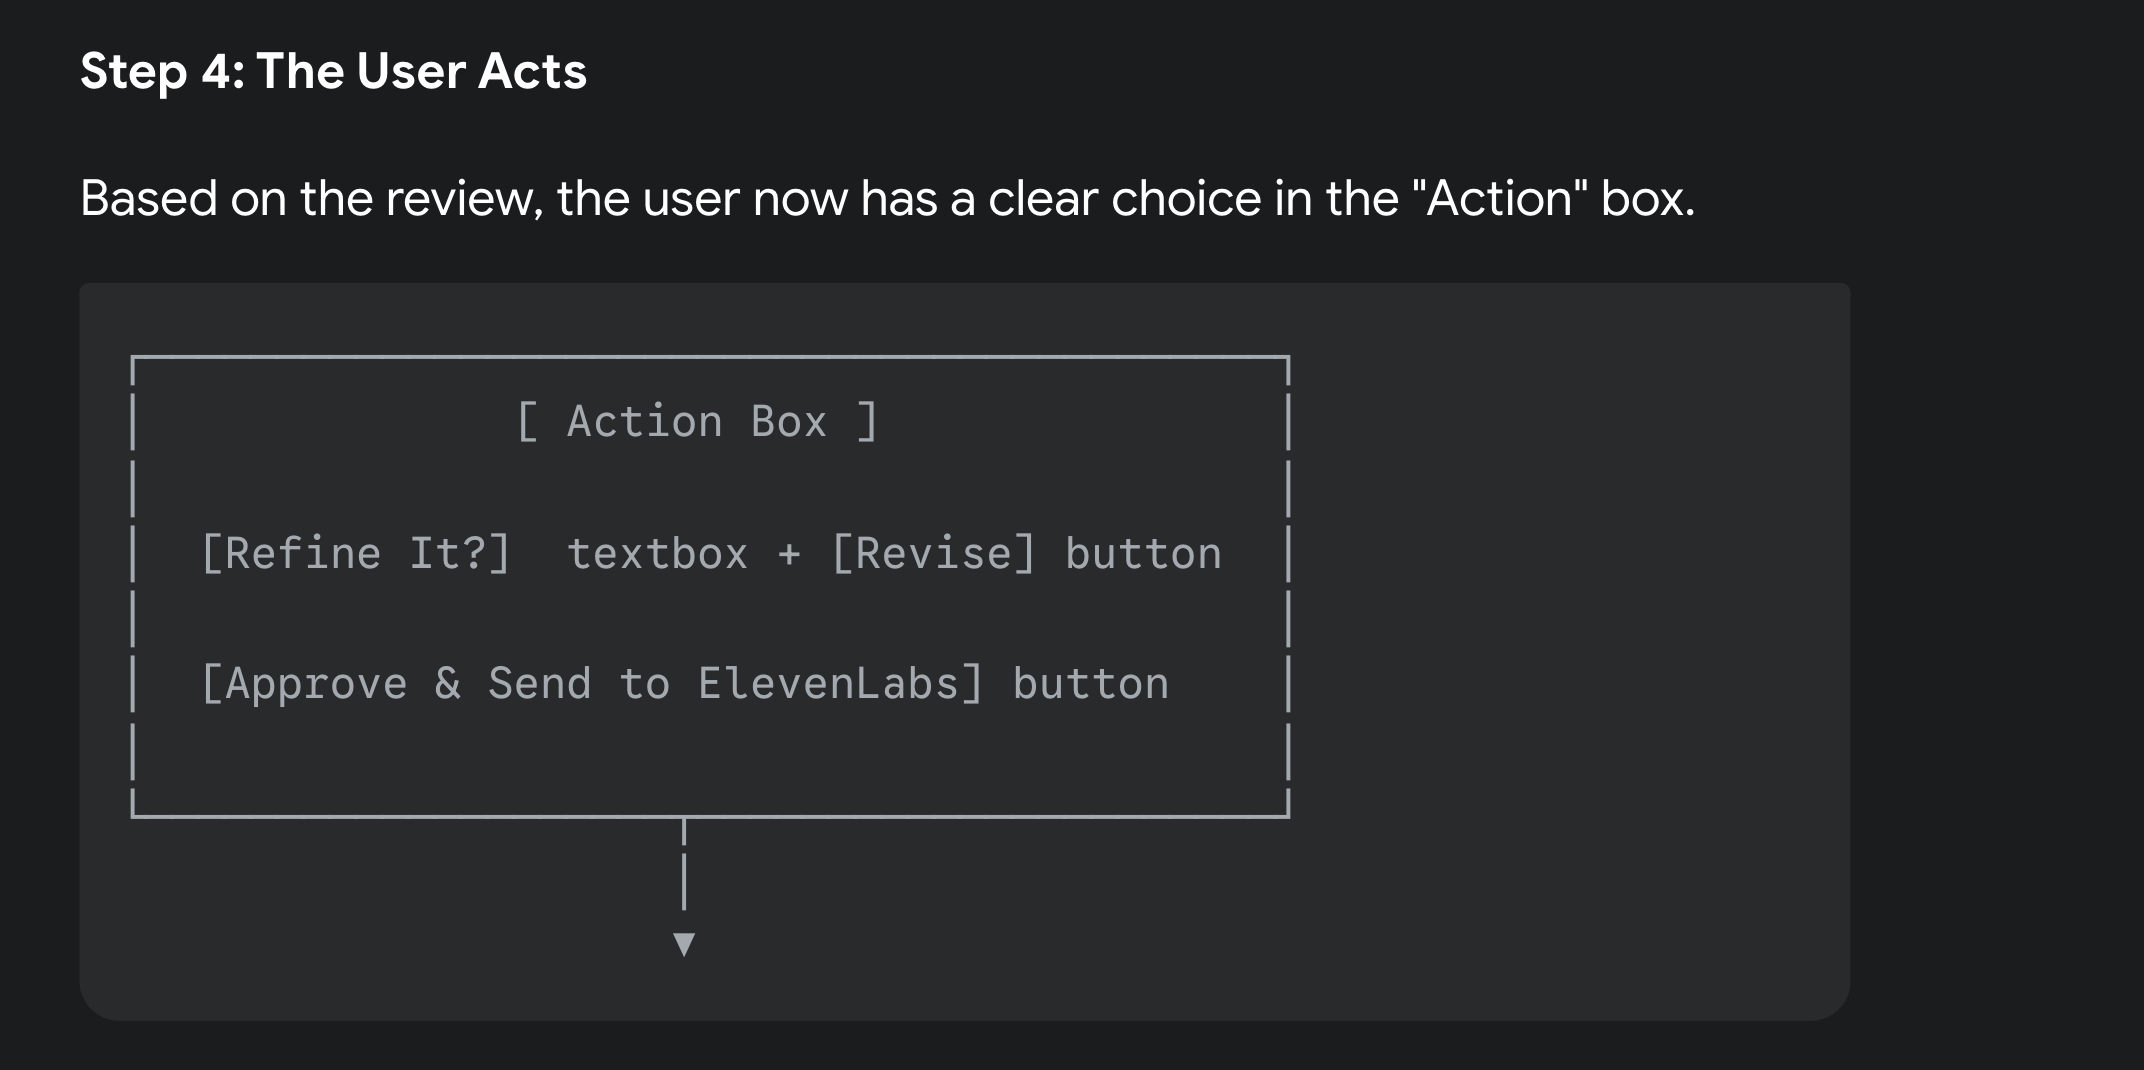 Step 4: The User Acts
Based on the review, the user now has a clear choice in the "Action" box.
[ Action Box ]
[Refine It?]  textbox + [Revise] button
[Approve & Send to ElevenLabs] button